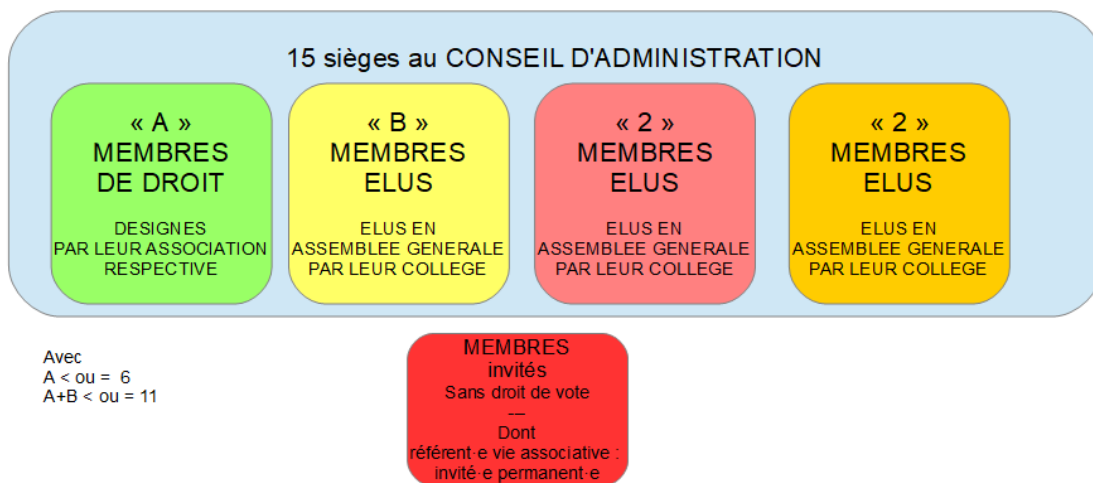 15 sièges au CONSEIL D'ADMINISTRATION
« A »
MEMBRES
DE DROIT
DESIGNES
PAR LEUR ASSOCIATION
RESPECTIVE
« B »
MEMBRES
ELUS
ELUS EN
ASSEMBLEE GENERALE
PAR LEUR COLLEGE
« 2 »
MEMBRES
ELUS
ELUS EN
ASSEMBLEE GENERALE
PAR LEUR COLLEGE
« 2 »
MEMBRES
ELUS
ELUS EN
ASSEMBLEE GENERALE
PAR LEUR COLLEGE
Avec
A < ou = 6
A+B < ou = 11
MEMBRES
invités
Sans droit de vote
---
Dont
référent·e vie associative :
invité·e permanent·e